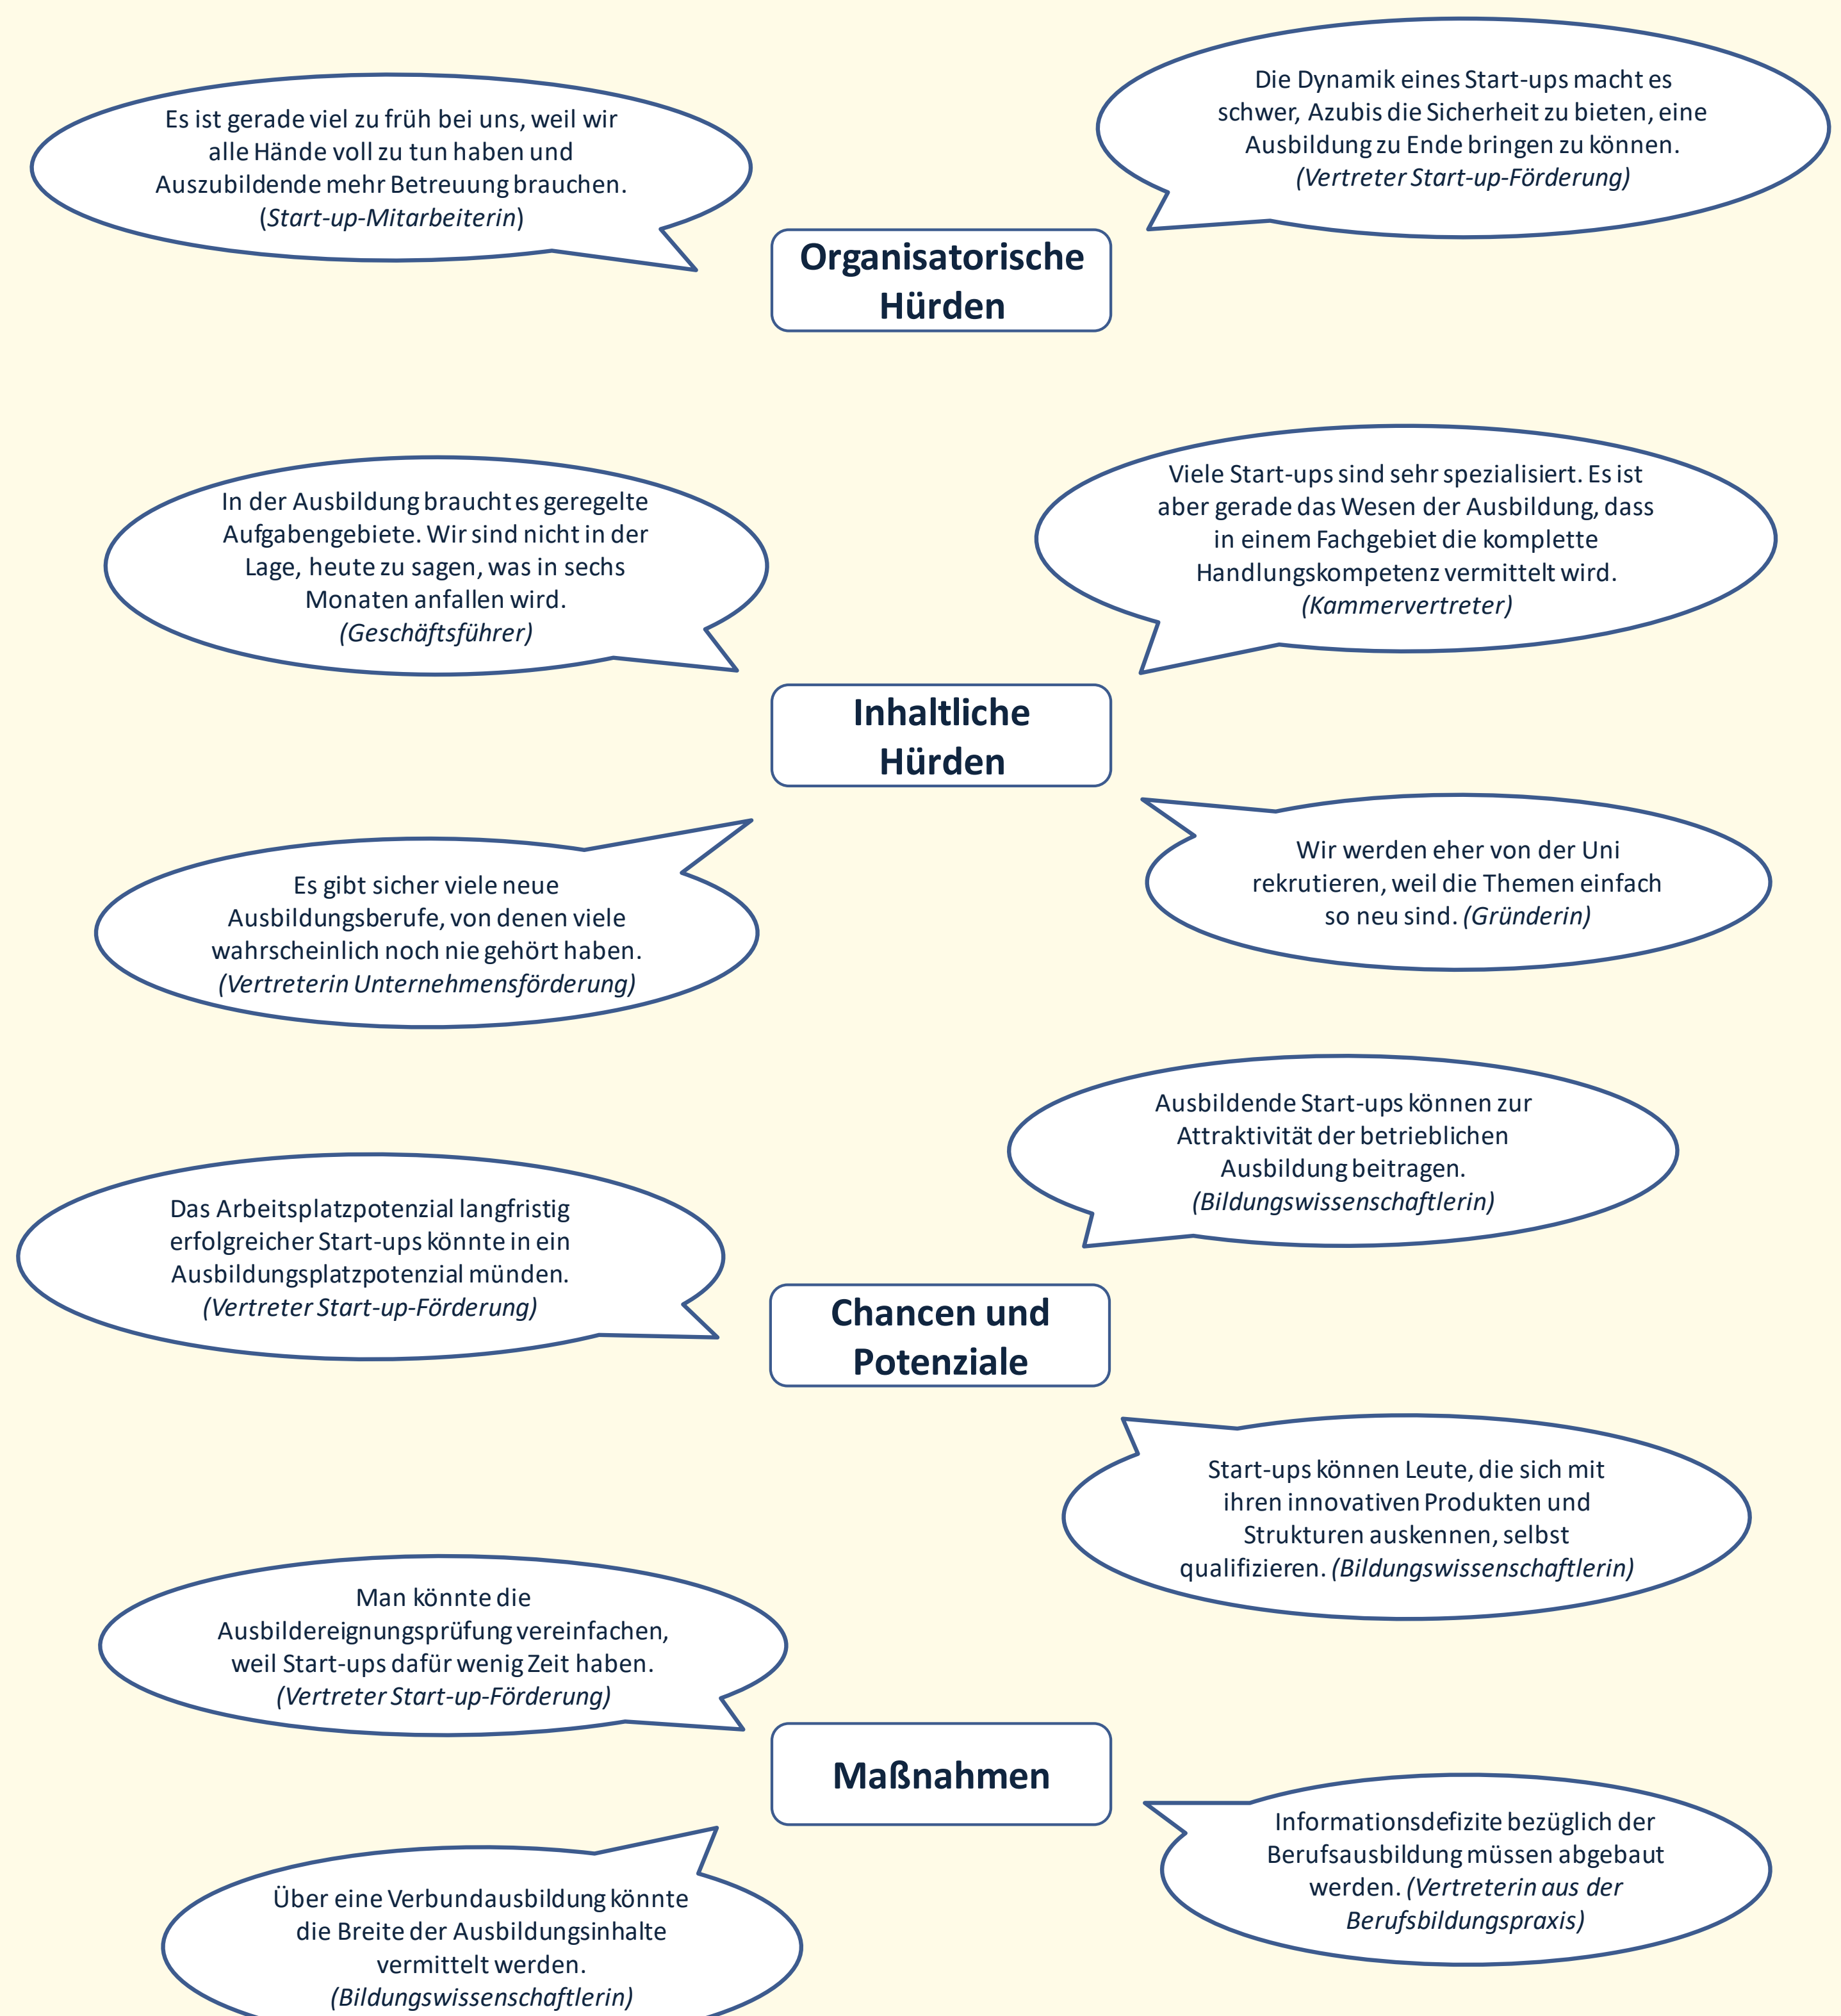 Es ist gerade viel zu früh bei uns, weil wir
alle Hände voll zu tun haben und
Auszubildende mehr Betreuung brauchen.
(Start-up-Mitarbeiterin)
Die Dynamik eines Start-ups macht es
schwer, Azubis die Sicherheit zu bieten, eine
Ausbildung zu Ende bringen zu können.
(Vertreter Start-up-Förderung)
Organisatorische
Hürden
In der Ausbildung braucht es geregelte
Aufgabengebiete. Wir sind nicht in der
Lage, heute zu sagen, was in sechs
Monaten anfallen wird.
(Geschäftsführer)
Viele Start-ups sind sehr spezialisiert. Es ist
aber gerade das Wesen der Ausbildung, dass
in einem Fachgebiet die komplette
Handlungskompetenz vermittelt wird.
(Kammervertreter)
Inhaltliche
Hürden
Es gibt sicher viele neue
Ausbildungsberufe, von denen viele
wahrscheinlich noch nie gehört haben.
(Vertreterin Unternehmensförderung)
Wir werden eher von der Uni
rekrutieren, weil die Themen einfach
so neu sind. (Gründerin)
Das Arbeitsplatzpotenzial langfristig
erfolgreicher Start-ups könnte in ein
Ausbildungsplatzpotenzial münden.
(Vertreter Start-up-Förderung)
Ausbildende Start-ups können zur
Attraktivität der betrieblichen
Ausbildung beitragen.
(Bildungswissenschaftlerin)
Chancen und
Potenziale
Start-ups können Leute, die sich mit
ihren innovativen Produkten und
Strukturen auskennen, selbst
qualifizieren. (Bildungswissenschaftlerin)
Man könnte die
Ausbildereignungsprüfung vereinfachen,
weil Start-ups dafür wenig Zeit haben.
(Vertreter Start-up-Förderung)
Maßnahmen
Über eine Verbundausbildung könnte
die Breite der Ausbildungsinhalte
vermittelt werden.
(Bildungswissenschaftlerin)
Informationsdefizite bezüglich der
Berufsausbildung müssen abgebaut
werden. (Vertreterin aus der
Berufsbildungspraxis)